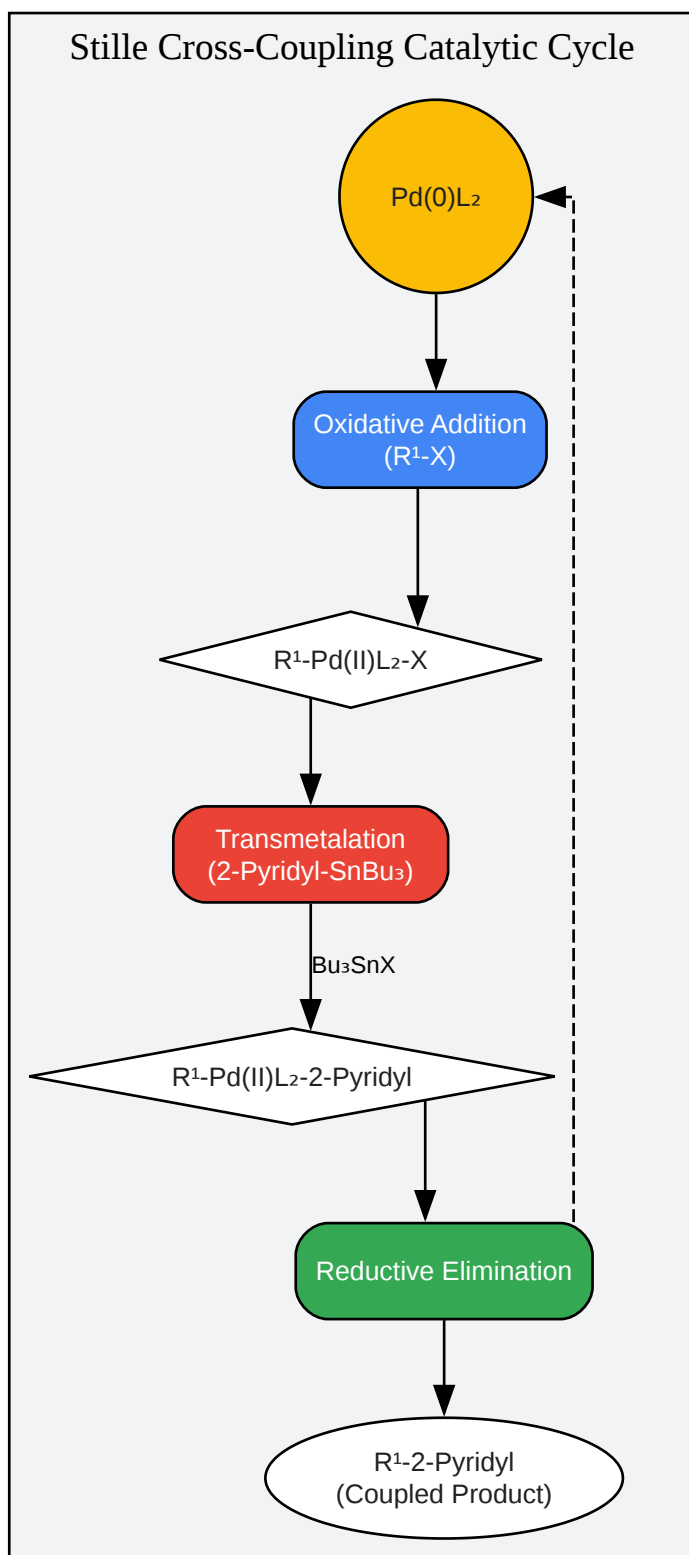 Stille Cross-Coupling Catalytic Cycle
Pd(0)L₂
Oxidative Addition
(R¹-X)
R¹-Pd(II)L₂-X
Transmetalation
(2-Pyridyl-SnBu₃)
Bu₃SnX
R¹-Pd(II)L₂-2-Pyridyl
Reductive Elimination
R¹-2-Pyridyl
(Coupled Product)